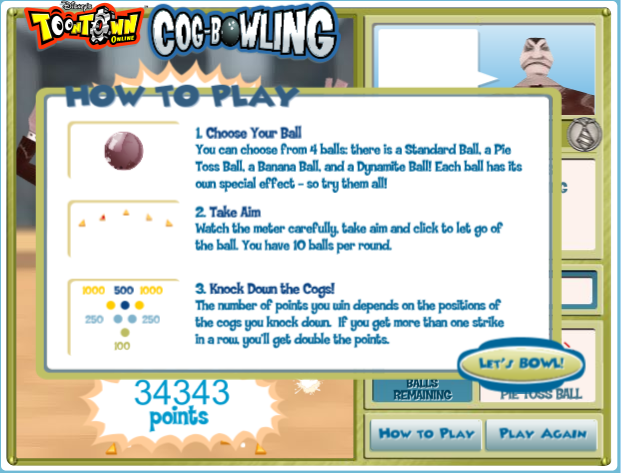 Disney's
TOONTOWN
ONLINE
COG-BOWLING
HOW TO PLAY
1. Choose Your Ball
You can choose from 4 balls: there is a Standard Ball, a Pie
Toss Ball, a Banana Ball, and a Dynamite Ball! Each ball has its
own special effect - so try them all!
2. Take Aim
Watch the meter carefully, take aim and click to let go of
the ball. You have 10 balls per round.
3. Knock Down the Cogs!
The number of points you win depends on the positions of
the cogs you knock down. If you get more than one strike
in a row, you'll get double the points.
1000 500 1000
250 250
100
LET'S BOWL!
34343
points
BALLS
REMAINING
PIE TOSS BALL
HOW TO PLAY
PLAY AGAIN